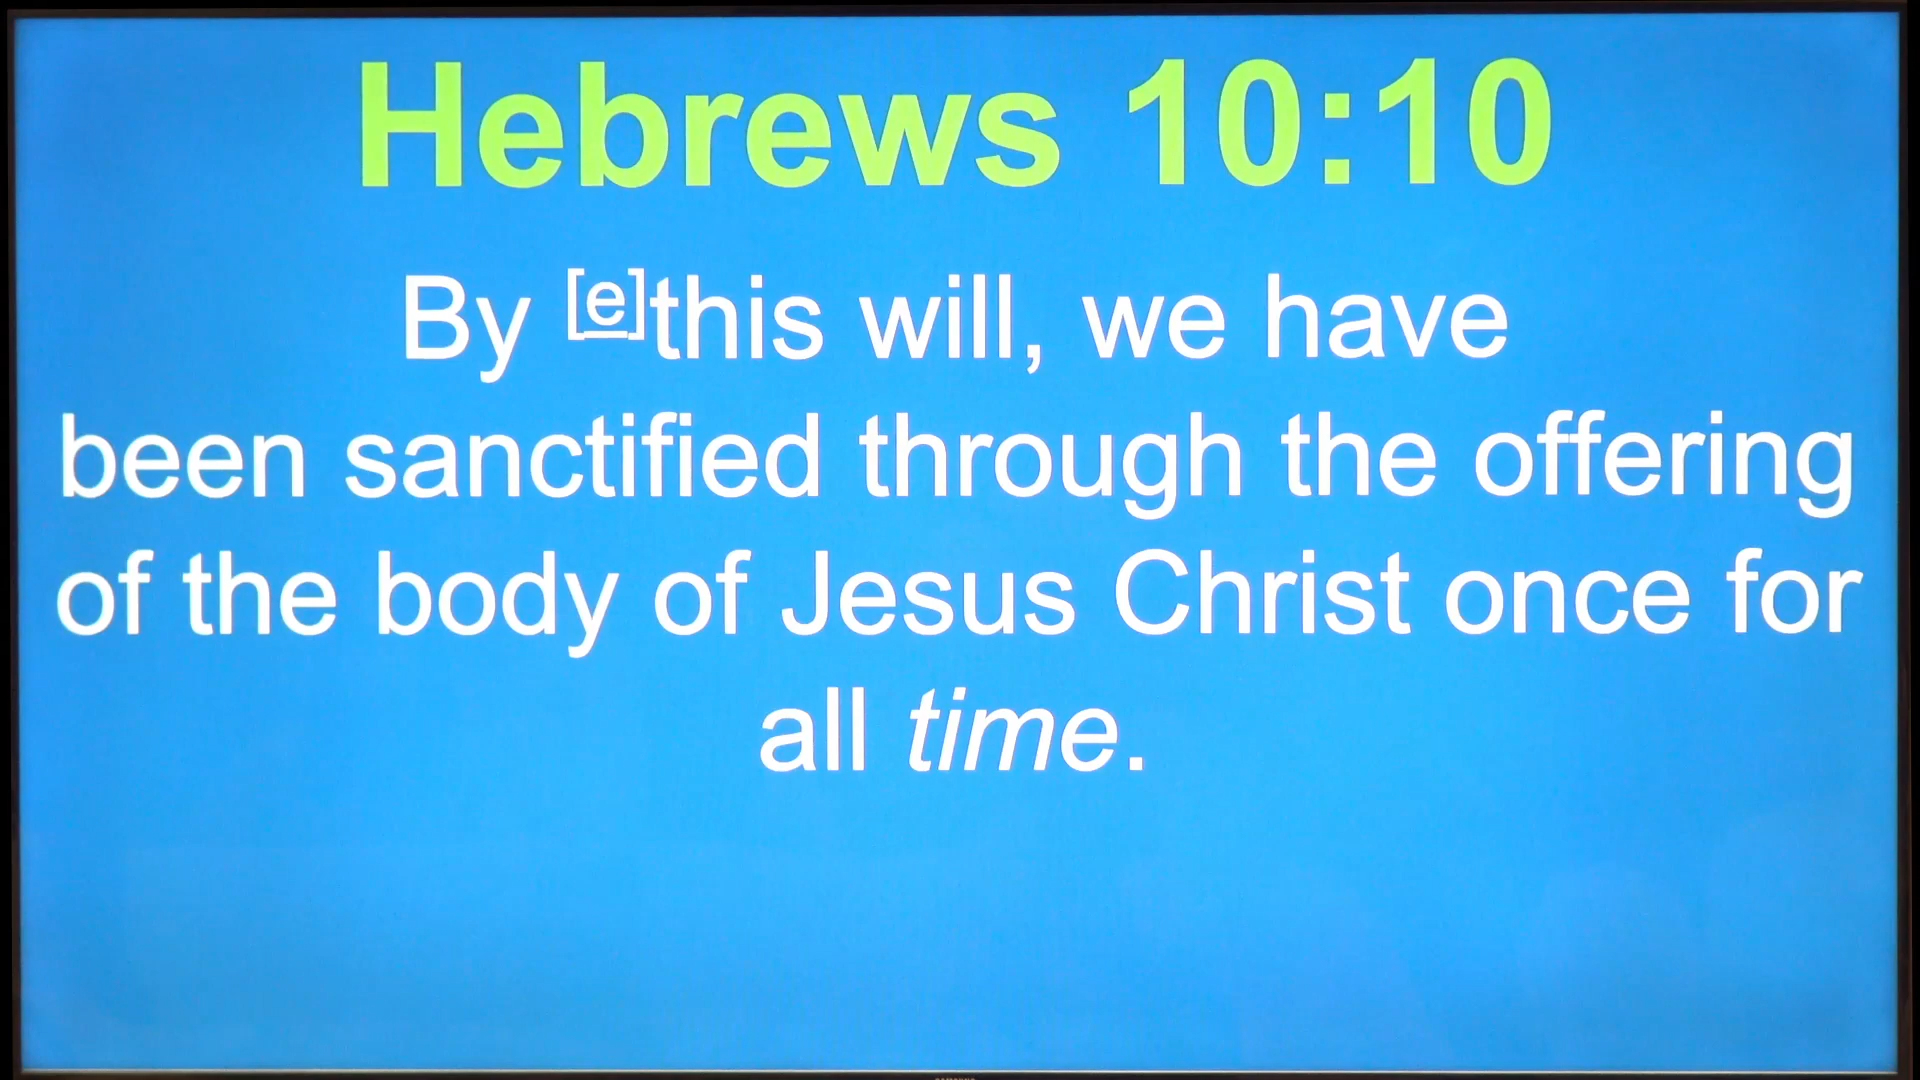 Hebrews 10:10
By [e]this will, we have
been sanctified through the offering
of the body of Jesus Christ once for
all time.